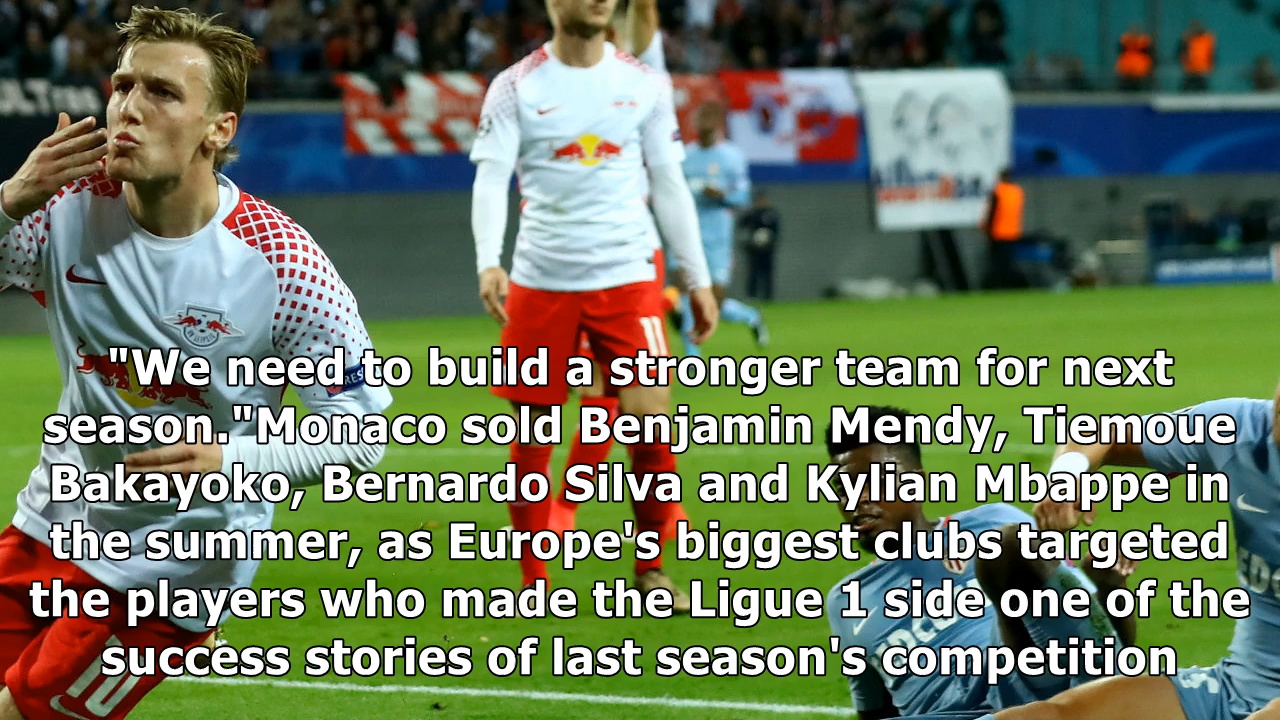 "We need to build a stronger team for next
season."Monaco sold Benjamin Mendy, Tiemoue
Bakayoko, Bernardo Silva and Kylian Mbappe in
the summer, as Europe's biggest clubs targeted
the players who made the Ligue 1 side one of the
success stories of last season's competition
11
10